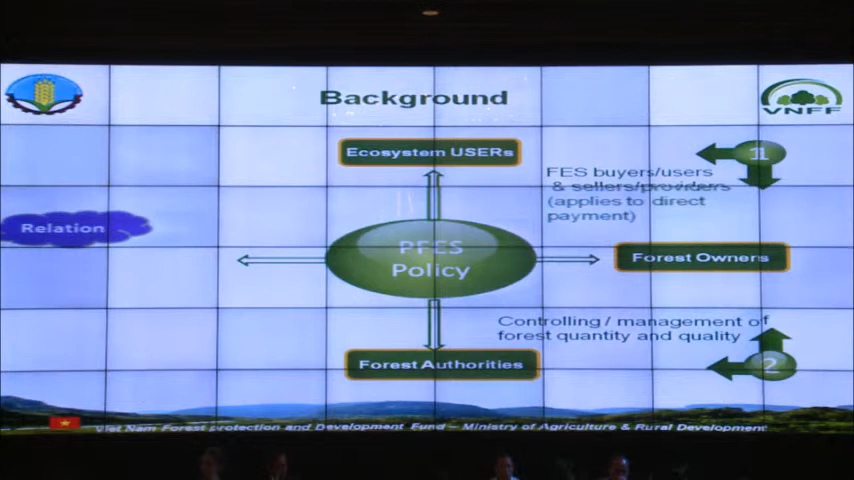 Background
VNFF
Ecosystem USERs
1
FES buyers/users
& sellers/providers
(applies to direct
payment)
Relation
PFES
Policy
Forest Owners
Controlling / management of
forest quantity and quality
Forest Authorities
2
Viet Nam Forest protection and Development Fund - Ministry of Agriculture & Rural Development